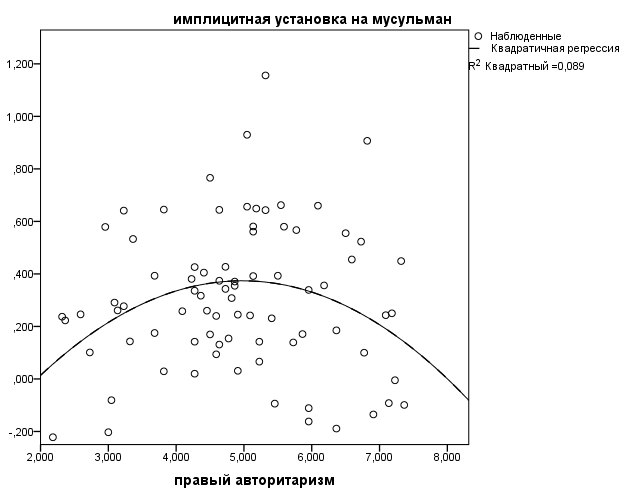 имплицитная установка на мусульман
Наблюденные
Квадратичная регрессия
R2 Квадратный =0,089
1,200
1,000
,800
,600
,400
,200
,000
-,200
2,000 3,000 4,000 5,000 6,000 7,000 8,000
правый авторитаризм